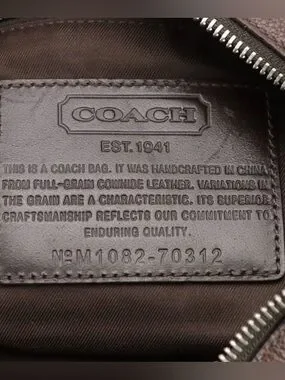 COACH
EST. 1941
THIS IS A COACH BAG. IT WAS HANDCRAFTED IN CHINA
FROM FULL-GRAIN COWHIDE LEATHER. VARIATIONS IN
THE GRAIN ARE A CHARACTERISTIC. ITS SUPERIOR
CRAFTSMANSHIP REFLECTS OUR COMMITMENT TO
ENDURING QUALITY.
№M1082-70312